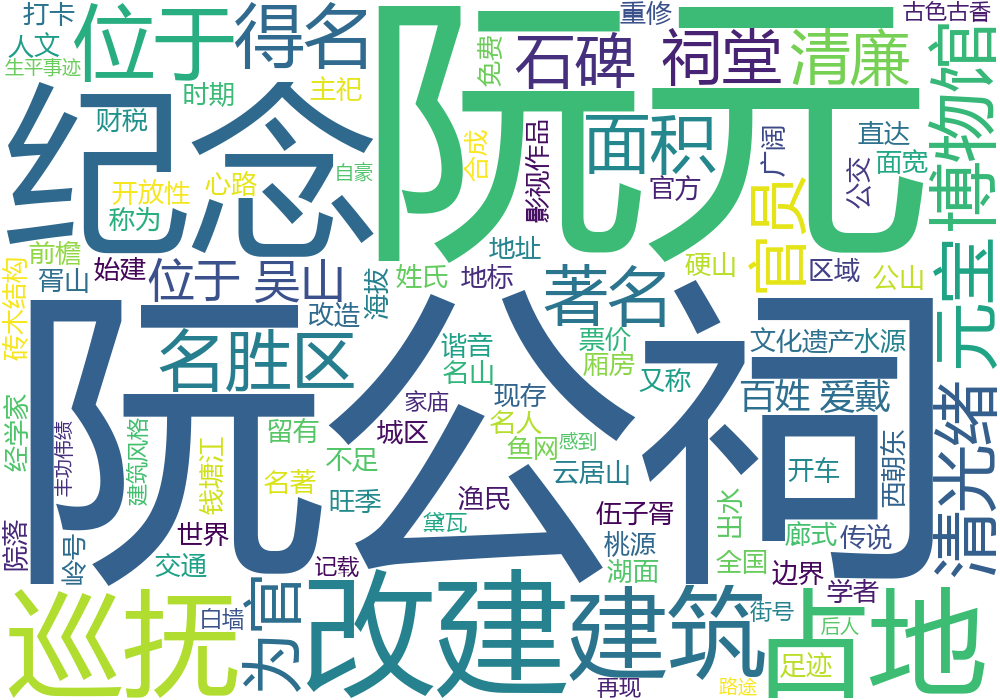 打卡
位于
得名
阮元
重修
古色古香
人文
生平事迹
纪念
时期
主祀
财税
免费
石碑
祠堂
清廉
博物馆
开放性
心路
自豪
称为
合成
影视作品
面积
官方
广阔
公交
直达
面宽
官员
前檐
胥山
始建
位于
吴山
海拔
姓氏
地标
地址
硬山
区域
公山
元宝
砖木结构
改造
著名
阮公祠
名胜区
谐音
名山
票价
厢房
文化遗产
水源
又称
百姓
爱戴
清光绪
经学家
丰功伟绩
建筑风格
钱塘江
留有
家庙
城区
现存
名人
鱼网
感到
不足
名著
旺季
黛瓦
渔民
云居山
伍子胥
出水
开车
西朝东
院落
岭号
世界
交通
记载
桃源
湖面
全国
廊式
传说
边界
学者
巡抚
为官
白墙
改建
建筑
街号
后人
占地
足迹
再现
路途